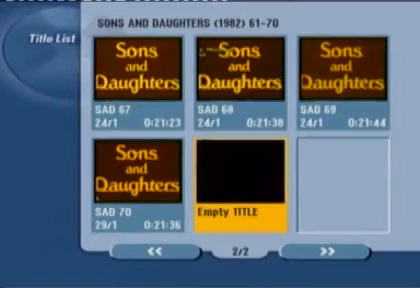 SONS AND DAUGHTERS (1982) 61-70
Title List
Sons
and
Daughters
SAD 67
24/1 0:21:23
Sons
and
Daughters
SAD 68
24/1 0:21:38
Sons
and
Daughters
SAD 69
24/1 0:21:44
Sons
and
Daughters
SAD 70
29/1 0:21:36
Empty TITLE
<< 2/2 >>